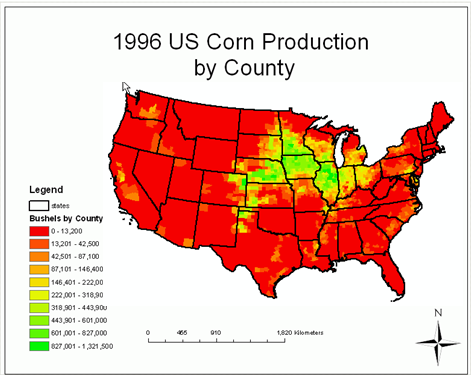 1996 US Corn Production
by County
Legend
states
Bushels by County
0 - 13,200
13,201 - 42,500
42,501 - 87,100
87,101 - 146,400
146,401 - 222,00
222,001 - 318,90
318,901 - 443,90
443,901 - 601,000
601,001 - 827,000
827,001 - 1,321,500
0 455 910 1,820 Kilometers
N